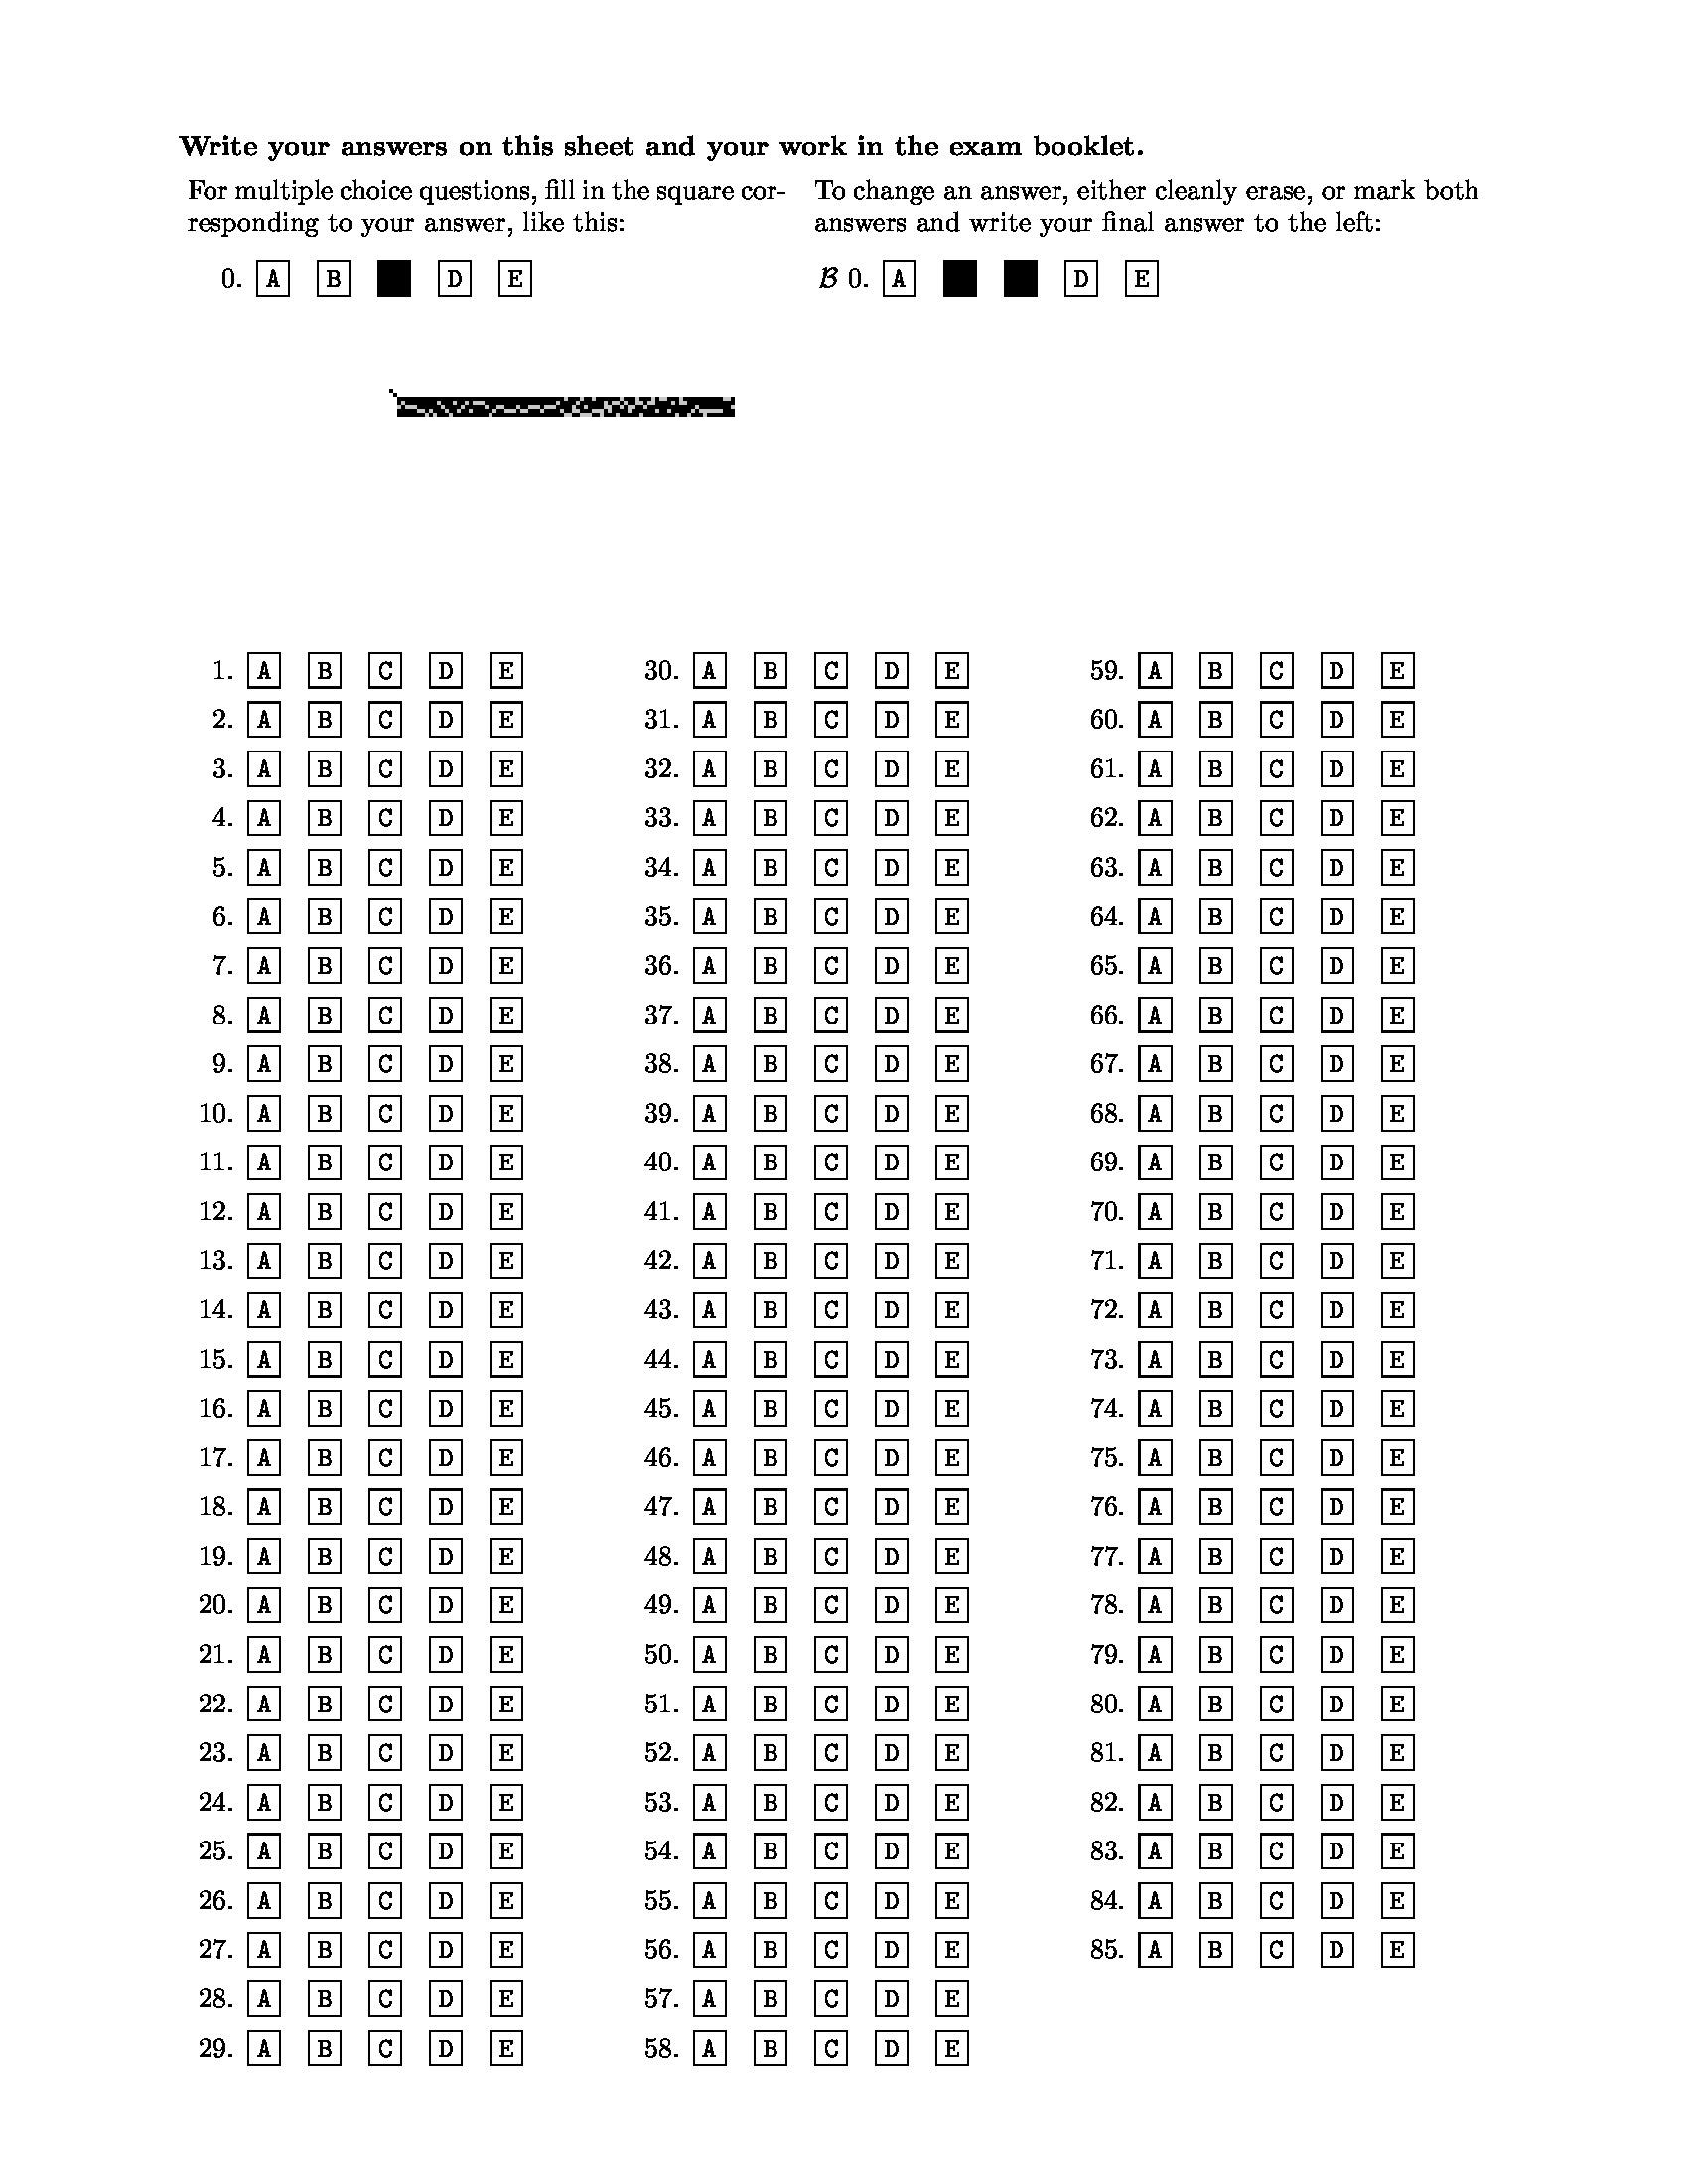 Write your answers on this sheet and your work in the exam booklet.
For multiple choice questions, fill in the square cor-
responding to your answer, like this:
0. A B D E
To change an answer, either cleanly erase, or mark both
answers and write your final answer to the left:
B 0. A D E
1. A B C D E
2. A B C D E
3. A B C D E
4. A B C D E
5. A B C D E
6. A B C D E
7. A B C D E
8. A B C D E
9. A B C D E
10. A B C D E
11. A B C D E
12. A B C D E
13. A B C D E
14. A B C D E
15. A B C D E
16. A B C D E
17. A B C D E
18. A B C D E
19. A B C D E
20. A B C D E
21. A B C D E
22. A B C D E
23. A B C D E
24. A B C D E
25. A B C D E
26. A B C D E
27. A B C D E
28. A B C D E
29. A B C D E
30. A B C D E
31. A B C D E
32. A B C D E
33. A B C D E
34. A B C D E
35. A B C D E
36. A B C D E
37. A B C D E
38. A B C D E
39. A B C D E
40. A B C D E
41. A B C D E
42. A B C D E
43. A B C D E
44. A B C D E
45. A B C D E
46. A B C D E
47. A B C D E
48. A B C D E
49. A B C D E
50. A B C D E
51. A B C D E
52. A B C D E
53. A B C D E
54. A B C D E
55. A B C D E
56. A B C D E
57. A B C D E
58. A B C D E
59. A B C D E
60. A B C D E
61. A B C D E
62. A B C D E
63. A B C D E
64. A B C D E
65. A B C D E
66. A B C D E
67. A B C D E
68. A B C D E
69. A B C D E
70. A B C D E
71. A B C D E
72. A B C D E
73. A B C D E
74. A B C D E
75. A B C D E
76. A B C D E
77. A B C D E
78. A B C D E
79. A B C D E
80. A B C D E
81. A B C D E
82. A B C D E
83. A B C D E
84. A B C D E
85. A B C D E